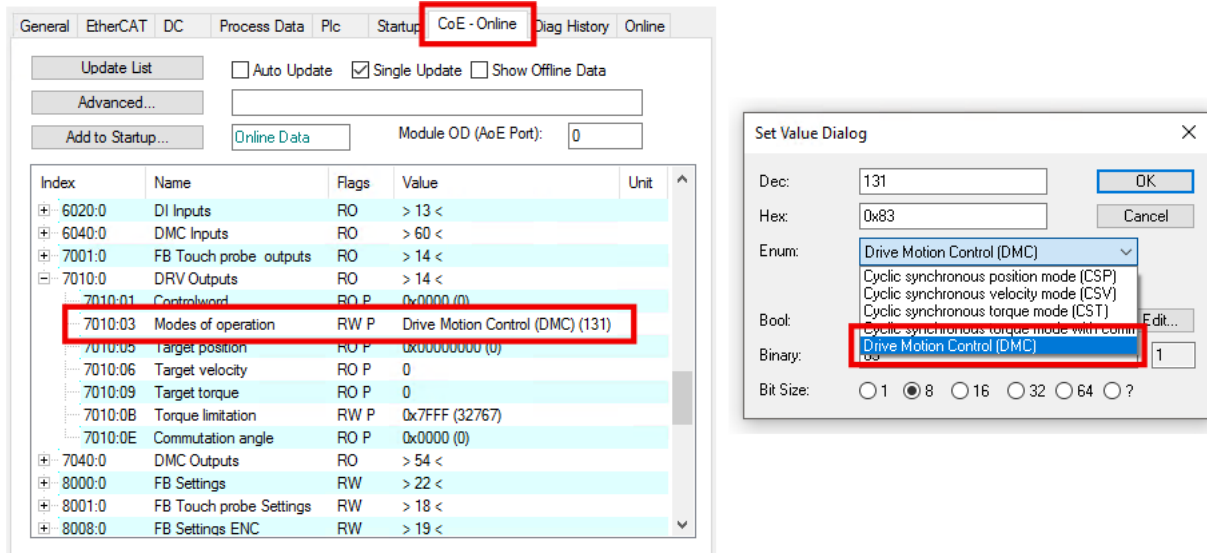 General EtherCAT DC Process Data Plc Startup CoE - Online Diag History Online
Update List Auto Update Single Update Show Offline Data
Advanced...
Add to Startup... Online Data Module OD (AoE Port): 0
Index Name Flags Value Unit
6020:0 DI Inputs RO > 13 <
6040:0 DMC Inputs RO > 60 <
7001:0 FB Touch probe outputs RO > 14 <
7010:0 DRV Outputs RO > 14 <
7010:01 Controlword RO P 0x0000 (0)
7010:03 Modes of operation RW P Drive Motion Control (DMC) (131)
7010:05 Target position RO P 0x00000000 (0)
7010:06 Target velocity RO P 0
7010:09 Target torque RO P 0
7010:0B Torque limitation RW P 0x7FFF (32767)
7010:0E Commutation angle RO P 0x0000 (0)
7040:0 DMC Outputs RO > 54 <
8000:0 FB Settings RW > 22 <
8001:0 FB Touch probe Settings RW > 18 <
8008:0 FB Settings ENC RW > 19 <
Set Value Dialog
Dec: 131 OK
Hex: 0x83 Cancel
Enum: Drive Motion Control (DMC)
Cyclic synchronous position mode (CSP)
Cyclic synchronous velocity mode (CSV)
Cyclic synchronous torque mode (CST)
Bool: Cyclic synchronous torque mode with comm Edit...
Drive Motion Control (DMC)
Binary: 1
Bit Size: 1 8 16 32 64 ?